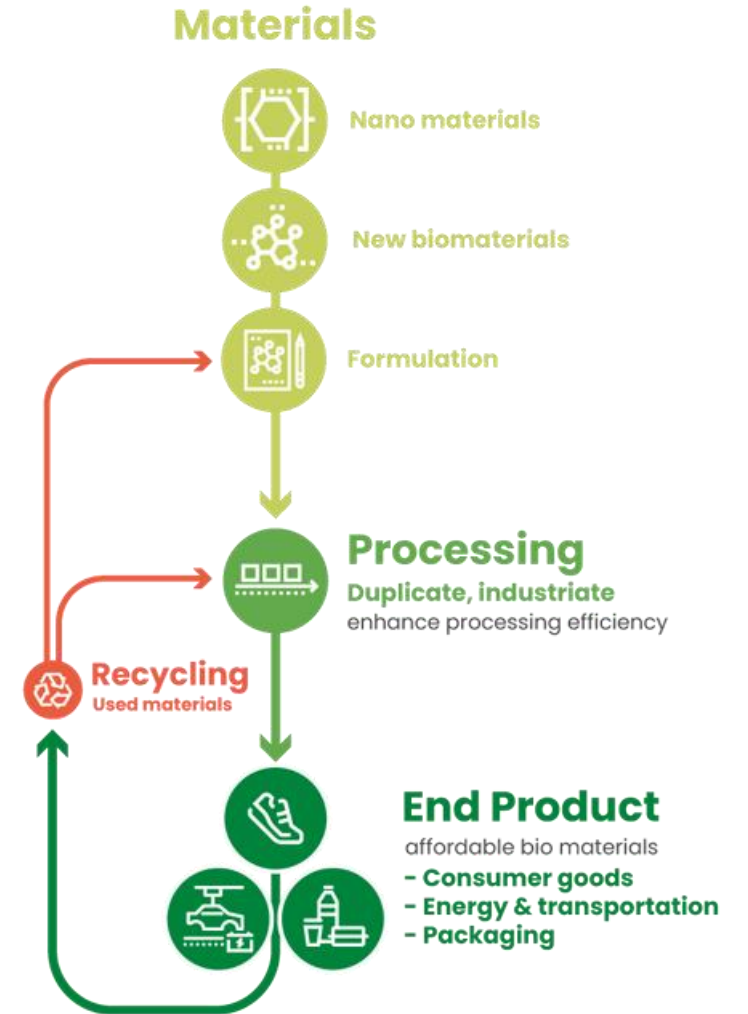 Materials
Nano materials
New biomaterials
Formulation
Processing
Duplicate, industriate
enhance processing efficiency
Recycling
Used materials
End Product
affordable bio materials
- Consumer goods
- Energy & transportation
- Packaging